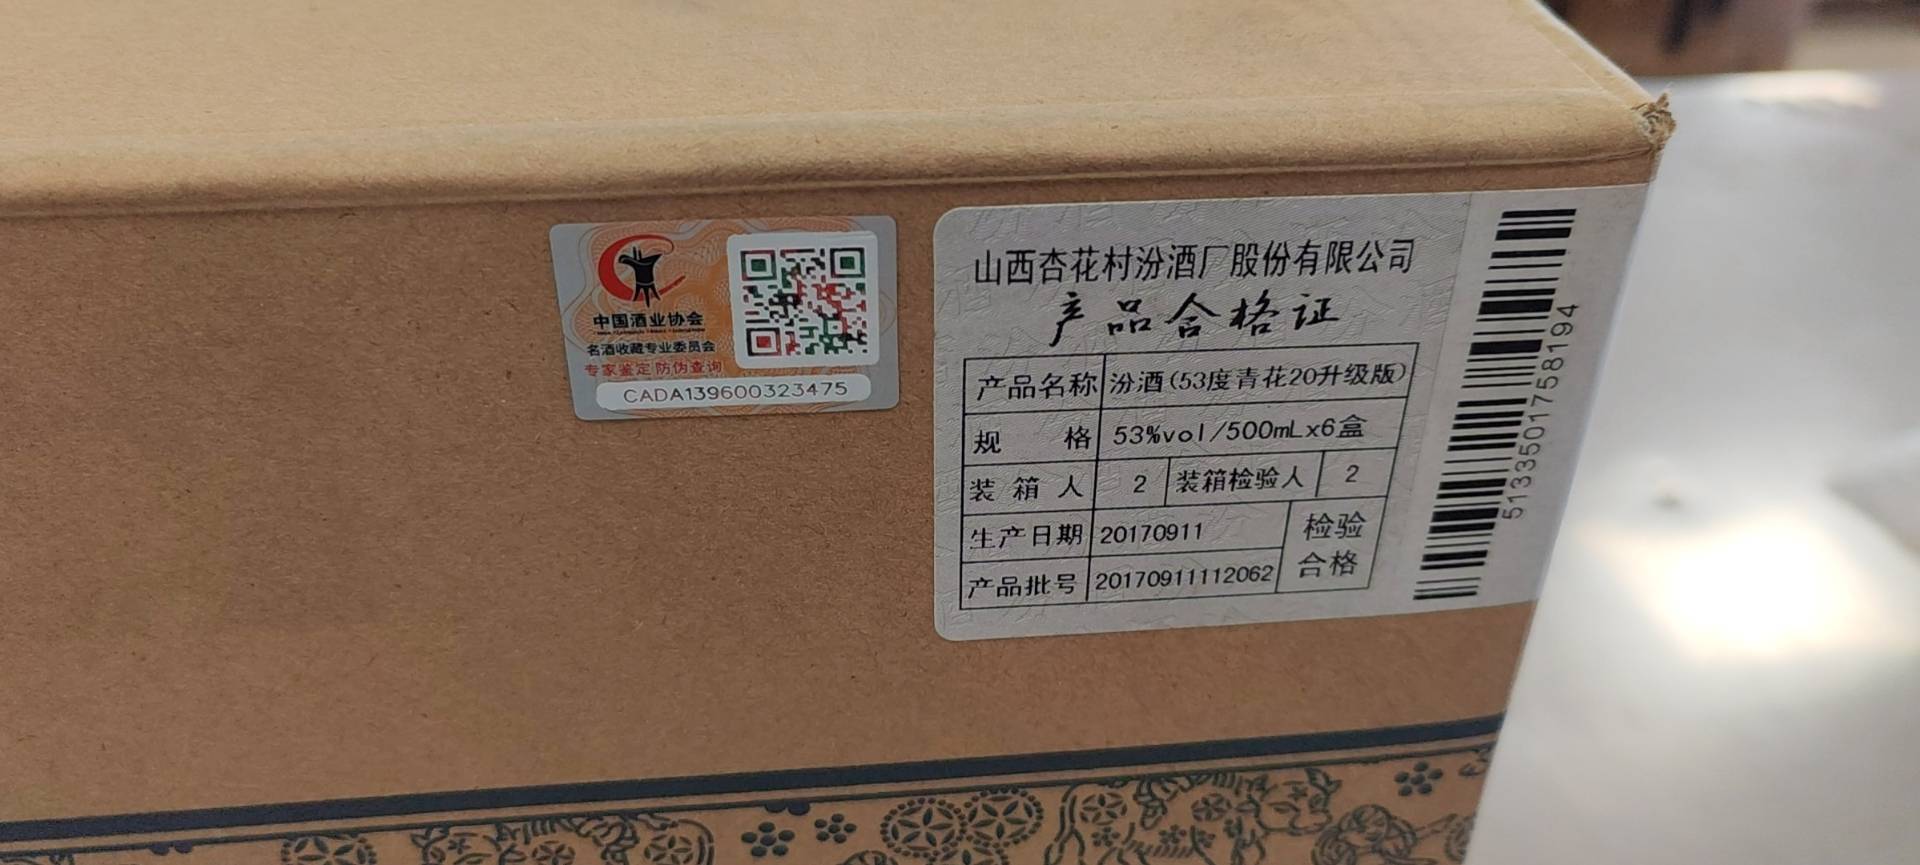 中国酒业协会
名酒收藏专业委员会
专家鉴定 防伪查询
CADA139600323475
山西杏花村汾酒厂股份有限公司
产品合格证
产品名称 汾酒(53度青花20升级版)
规 格 53%vol/500mLx6盒
装 箱 人 2 装箱检验人 2
生产日期 20170911 检验
产品批号 20170911112062 合格
5133501758194